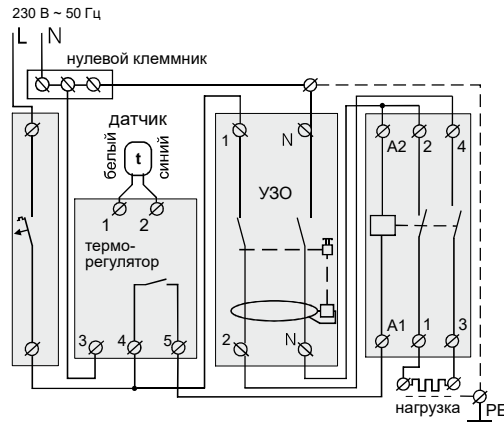 230 В ~ 50 Гц
L N
нулевой клеммник
датчик
белый
t
синий
1 2
термо-
регулятор
3 4 5
1 N
УЗО
2 N
A2 2 4
A1 1 3
нагрузка
PE